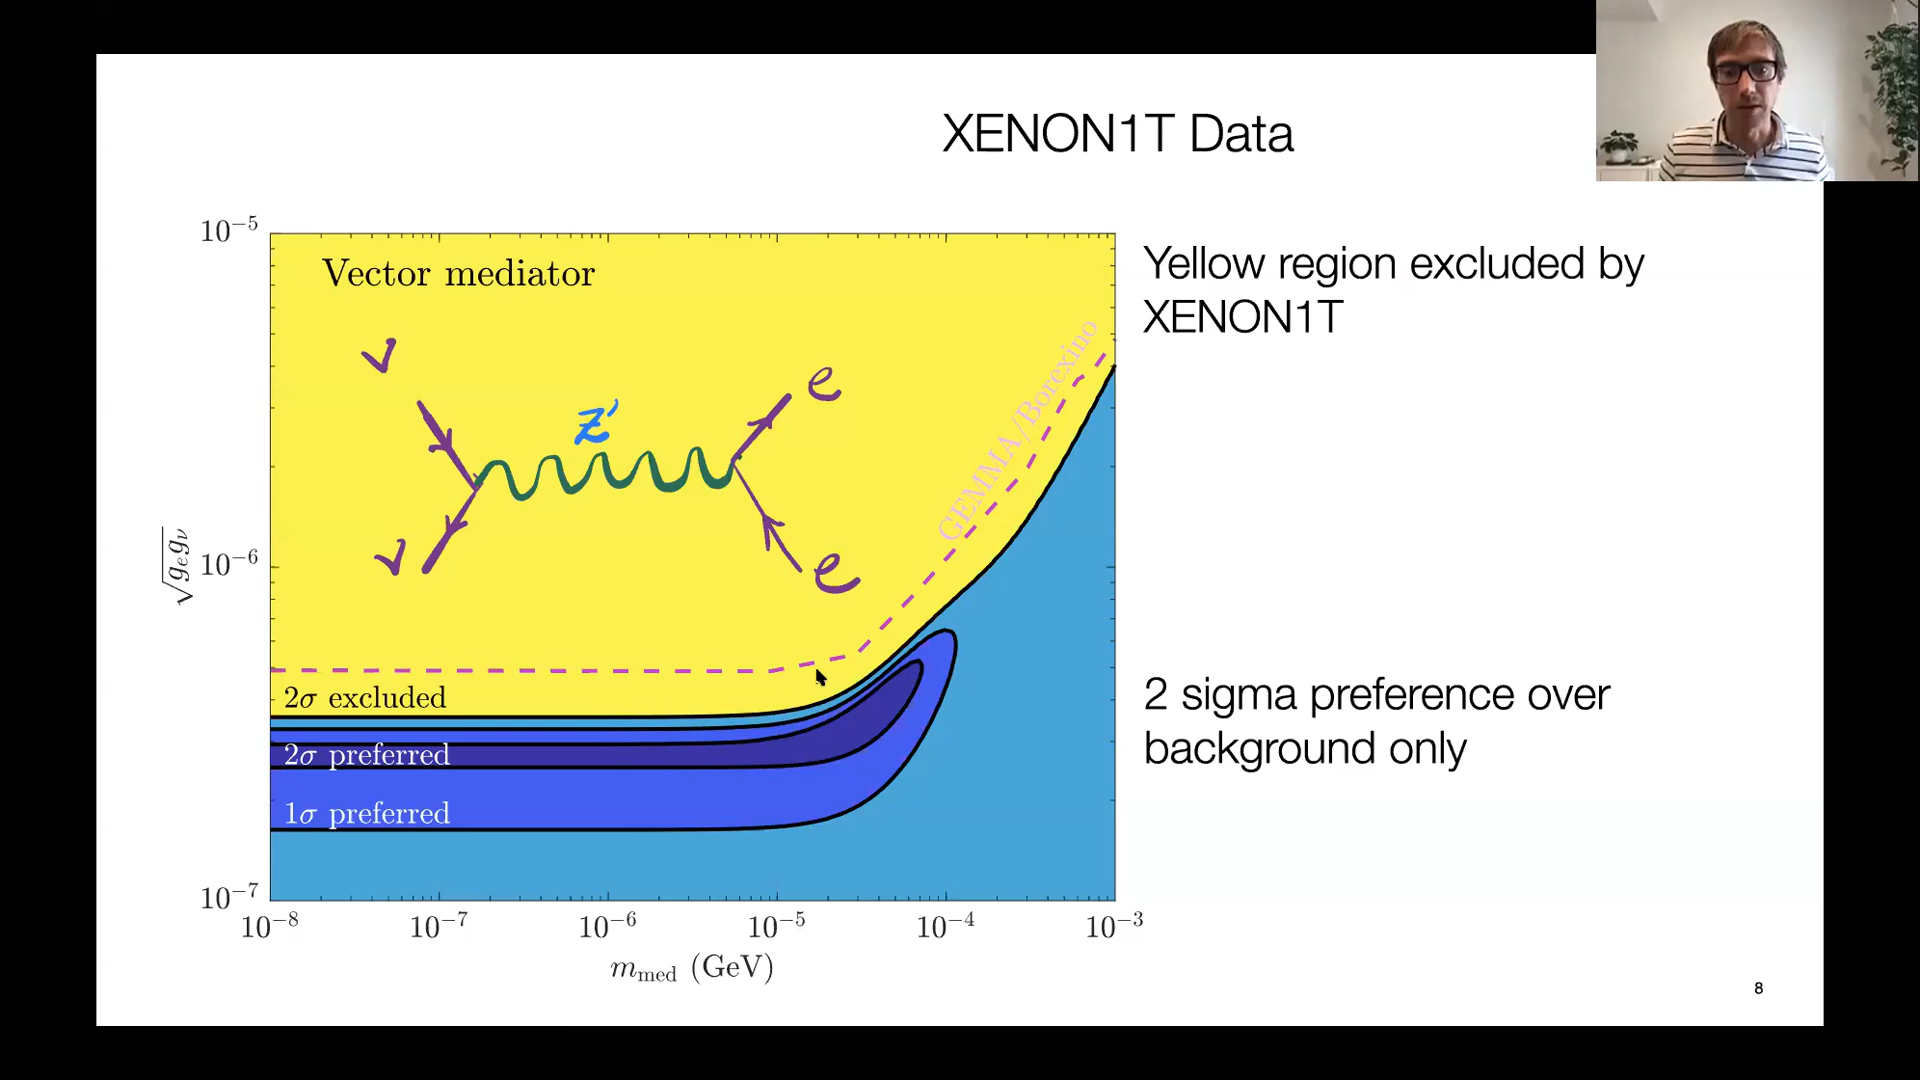 XENON1T Data
Yellow region excluded by
XENON1T
2 sigma preference over
background only
Vector mediator
ν
ν
Z′
e
e
GEMMA/Borexino
2σ excluded
2σ preferred
1σ preferred
√gₑgᵥ
10⁻⁵
10⁻⁶
10⁻⁷
10⁻⁸ 10⁻⁷ 10⁻⁶ 10⁻⁵ 10⁻⁴ 10⁻³
m_med (GeV)
8